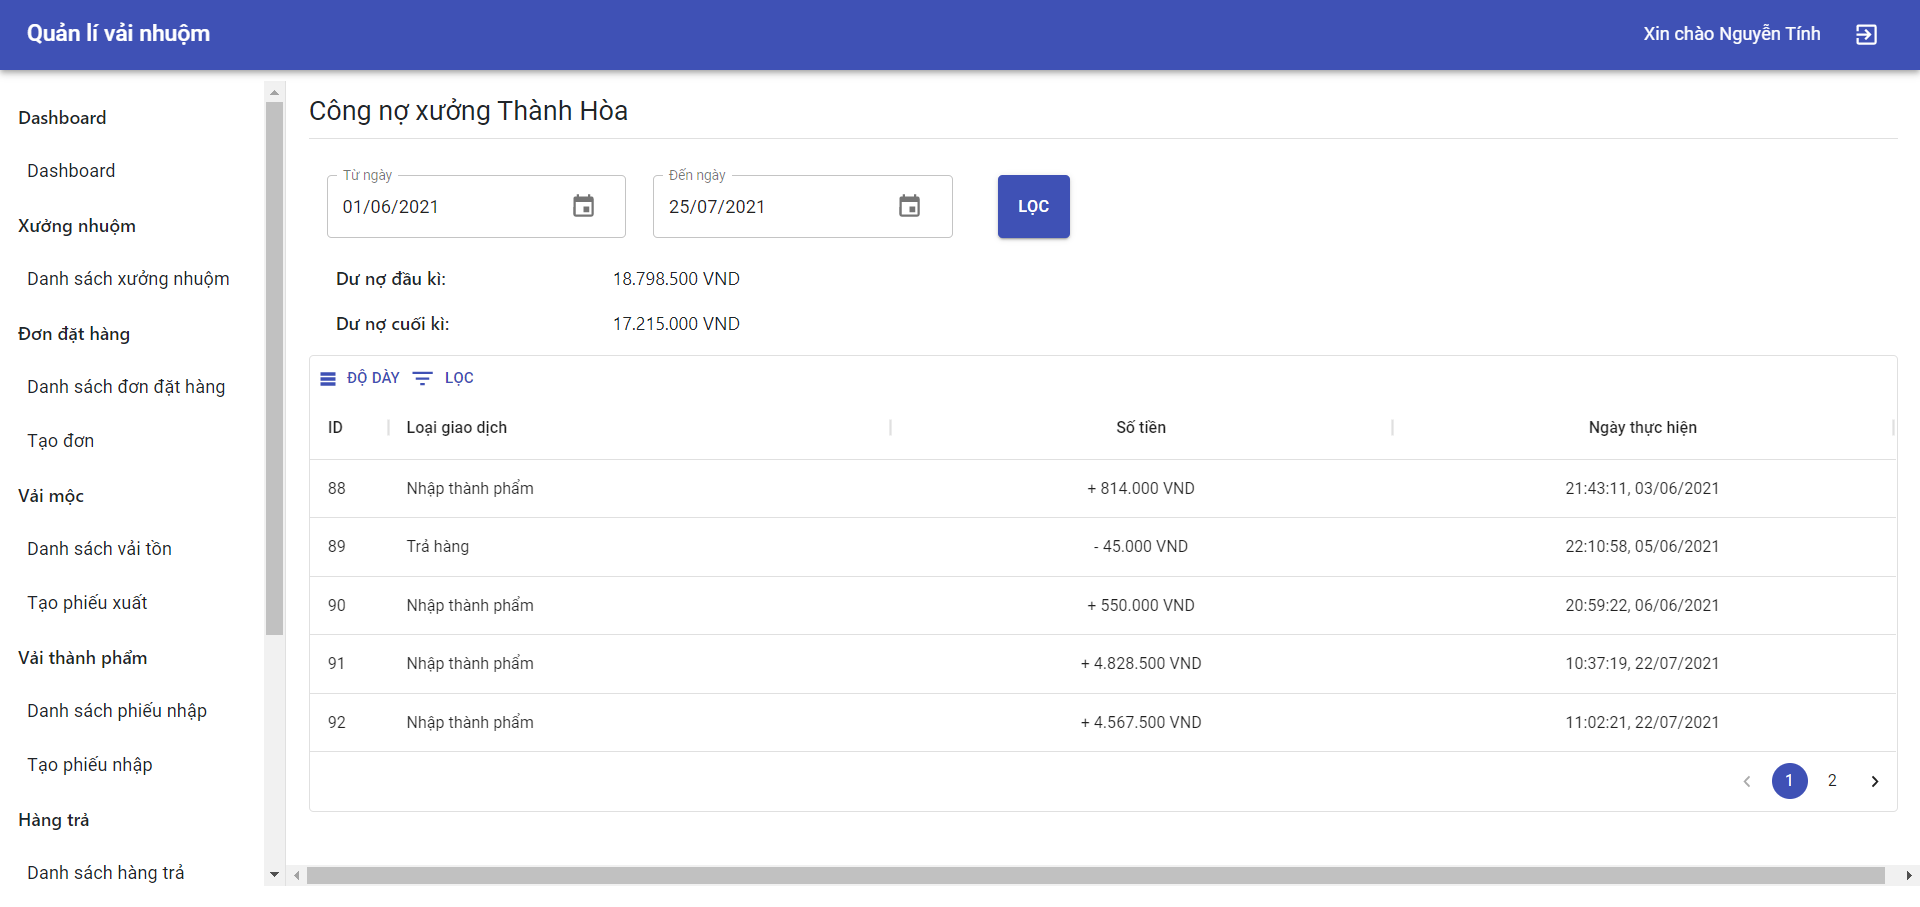 Quản lí vải nhuộm
Xin chào Nguyễn Tính
Dashboard
Dashboard
Xưởng nhuộm
Danh sách xưởng nhuộm
Đơn đặt hàng
Danh sách đơn đặt hàng
Tạo đơn
Vải mộc
Danh sách vải tồn
Tạo phiếu xuất
Vải thành phẩm
Danh sách phiếu nhập
Tạo phiếu nhập
Hàng trả
Danh sách hàng trả
Công nợ xưởng Thành Hòa
Từ ngày
01/06/2021
Đến ngày
25/07/2021
LỌC
Dư nợ đầu kì: 18.798.500 VND
Dư nợ cuối kì: 17.215.000 VND
ĐỘ DÀY LỌC
ID Loại giao dịch Số tiền Ngày thực hiện
88 Nhập thành phẩm + 814.000 VND 21:43:11, 03/06/2021
89 Trả hàng - 45.000 VND 22:10:58, 05/06/2021
90 Nhập thành phẩm + 550.000 VND 20:59:22, 06/06/2021
91 Nhập thành phẩm + 4.828.500 VND 10:37:19, 22/07/2021
92 Nhập thành phẩm + 4.567.500 VND 11:02:21, 22/07/2021
1 2